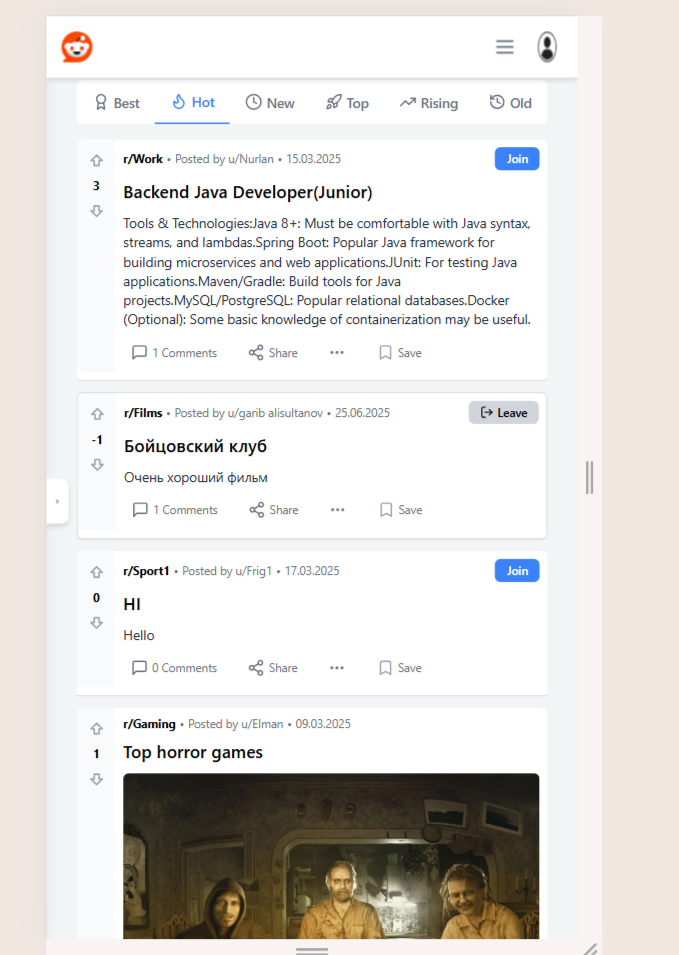 Best Hot New Top Rising Old
r/Work • Posted by u/Nurlan • 15.03.2025 Join
3
Backend Java Developer(Junior)
Tools & Technologies:Java 8+: Must be comfortable with Java syntax,
streams, and lambdas.Spring Boot: Popular Java framework for
building microservices and web applications.JUnit: For testing Java
applications.Maven/Gradle: Build tools for Java
projects.MySQL/PostgreSQL: Popular relational databases.Docker
(Optional): Some basic knowledge of containerization may be useful.
1 Comments Share ••• Save
r/Films • Posted by u/garib alisultanov • 25.06.2025 Leave
-1
Бойцовский клуб
Очень хороший фильм
1 Comments Share ••• Save
r/Sport1 • Posted by u/Frig1 • 17.03.2025 Join
0
HI
Hello
0 Comments Share ••• Save
r/Gaming • Posted by u/Elman • 09.03.2025
1
Top horror games